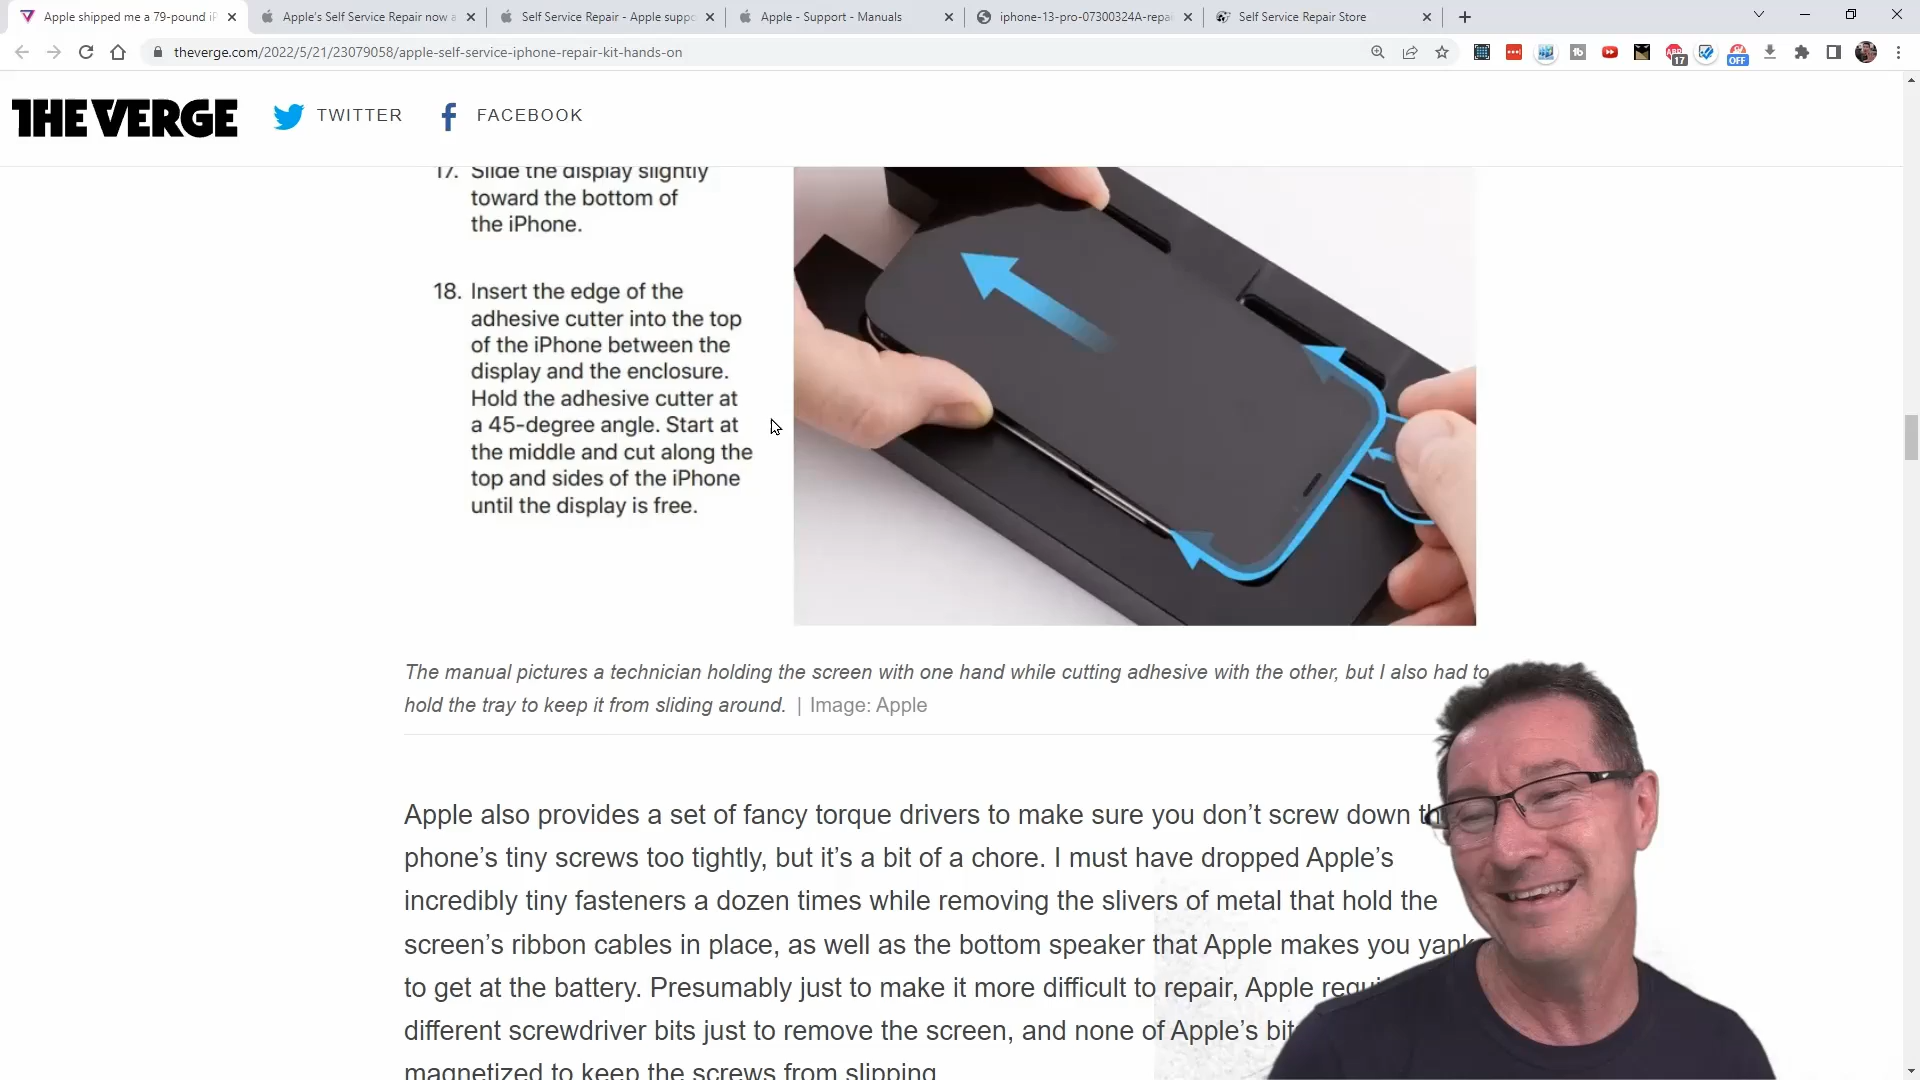 Apple shipped me a 79-pound iP
Apple's Self Service Repair now a
Self Service Repair - Apple suppo
Apple - Support - Manuals
iphone-13-pro-07300324A-repai
Self Service Repair Store
theverge.com/2022/5/21/23079058/apple-self-service-iphone-repair-kit-hands-on
17
OFF
THE VERGE
TWITTER
FACEBOOK
17. Slide the display slightly
toward the bottom of
the iPhone.
18. Insert the edge of the
adhesive cutter into the top
of the iPhone between the
display and the enclosure.
Hold the adhesive cutter at
a 45-degree angle. Start at
the middle and cut along the
top and sides of the iPhone
until the display is free.
The manual pictures a technician holding the screen with one hand while cutting adhesive with the other, but I also had to
hold the tray to keep it from sliding around. | Image: Apple
Apple also provides a set of fancy torque drivers to make sure you don't screw down th
phone's tiny screws too tightly, but it's a bit of a chore. I must have dropped Apple's
incredibly tiny fasteners a dozen times while removing the slivers of metal that hold the
screen's ribbon cables in place, as well as the bottom speaker that Apple makes you yank
to get at the battery. Presumably just to make it more difficult to repair, Apple requi
different screwdriver bits just to remove the screen, and none of Apple's bit
magnetized to keep the screws from slipping